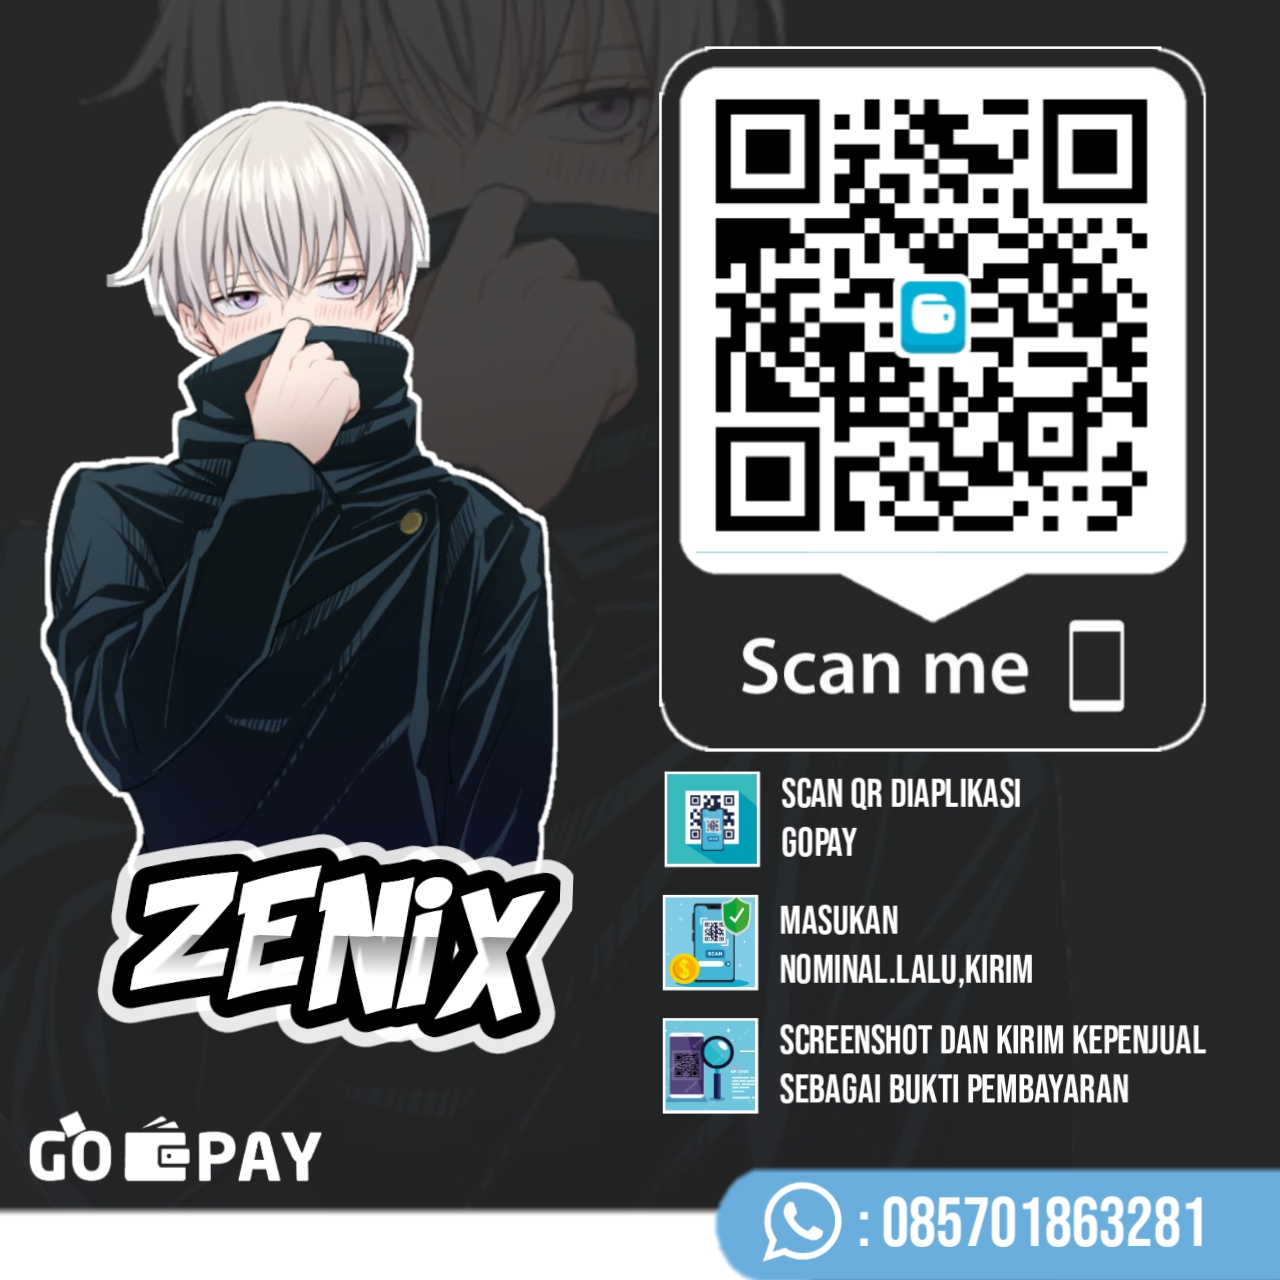 Scan me
SCAN QR DIAPLIKASI
GOPAY
SCAN
MASUKAN
NOMINAL.LALU,KIRIM
SCREENSHOT DAN KIRIM KEPENJUAL
SEBAGAI BUKTI PEMBAYARAN
ZENiX
GO PAY
: 085701863281